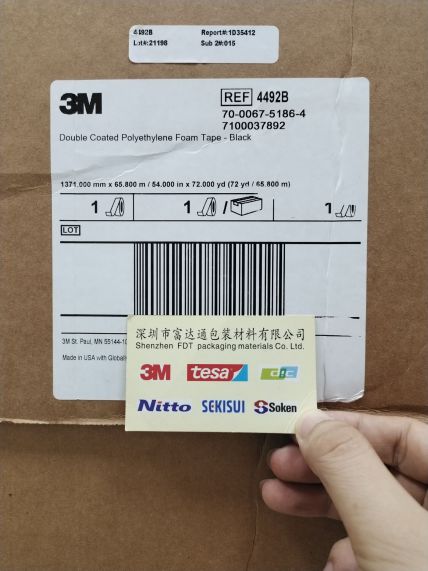 4492B Report#:1D35412
Lot#:21198 Sub 2#:015
3M
REF 4492B
70-0067-5186-4
7100037892
Double Coated Polyethylene Foam Tape - Black
1371.000 mm x 65.800 m / 54.000 in x 72.000 yd (72 yd / 65.800 m)
1 1 / 1
LOT
3M St. Paul, MN 55144-10
Made in USA with Globally
深圳市富达通包装材料有限公司
Shenzhen FDT packaging materials Co. Ltd.
3M tesa dic
Nitto SEKISUI Soken